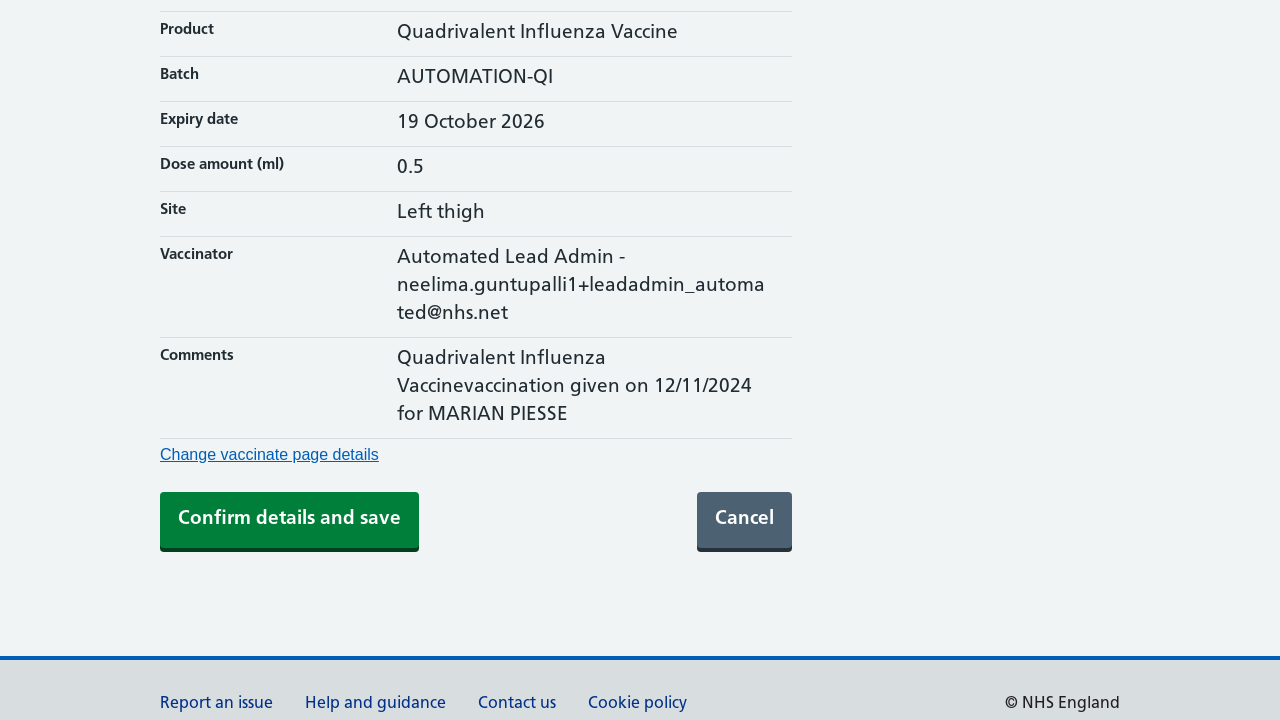 Product
Quadrivalent Influenza Vaccine
Batch
AUTOMATION-QI
Expiry date
19 October 2026
Dose amount (ml)
0.5
Site
Left thigh
Vaccinator
Automated Lead Admin -
neelima.guntupalli1+leadadmin_automa
ted@nhs.net
Comments
Quadrivalent Influenza
Vaccinevaccination given on 12/11/2024
for MARIAN PIESSE
Change vaccinate page details
Confirm details and save
Cancel
Report an issue
Help and guidance
Contact us
Cookie policy
© NHS England